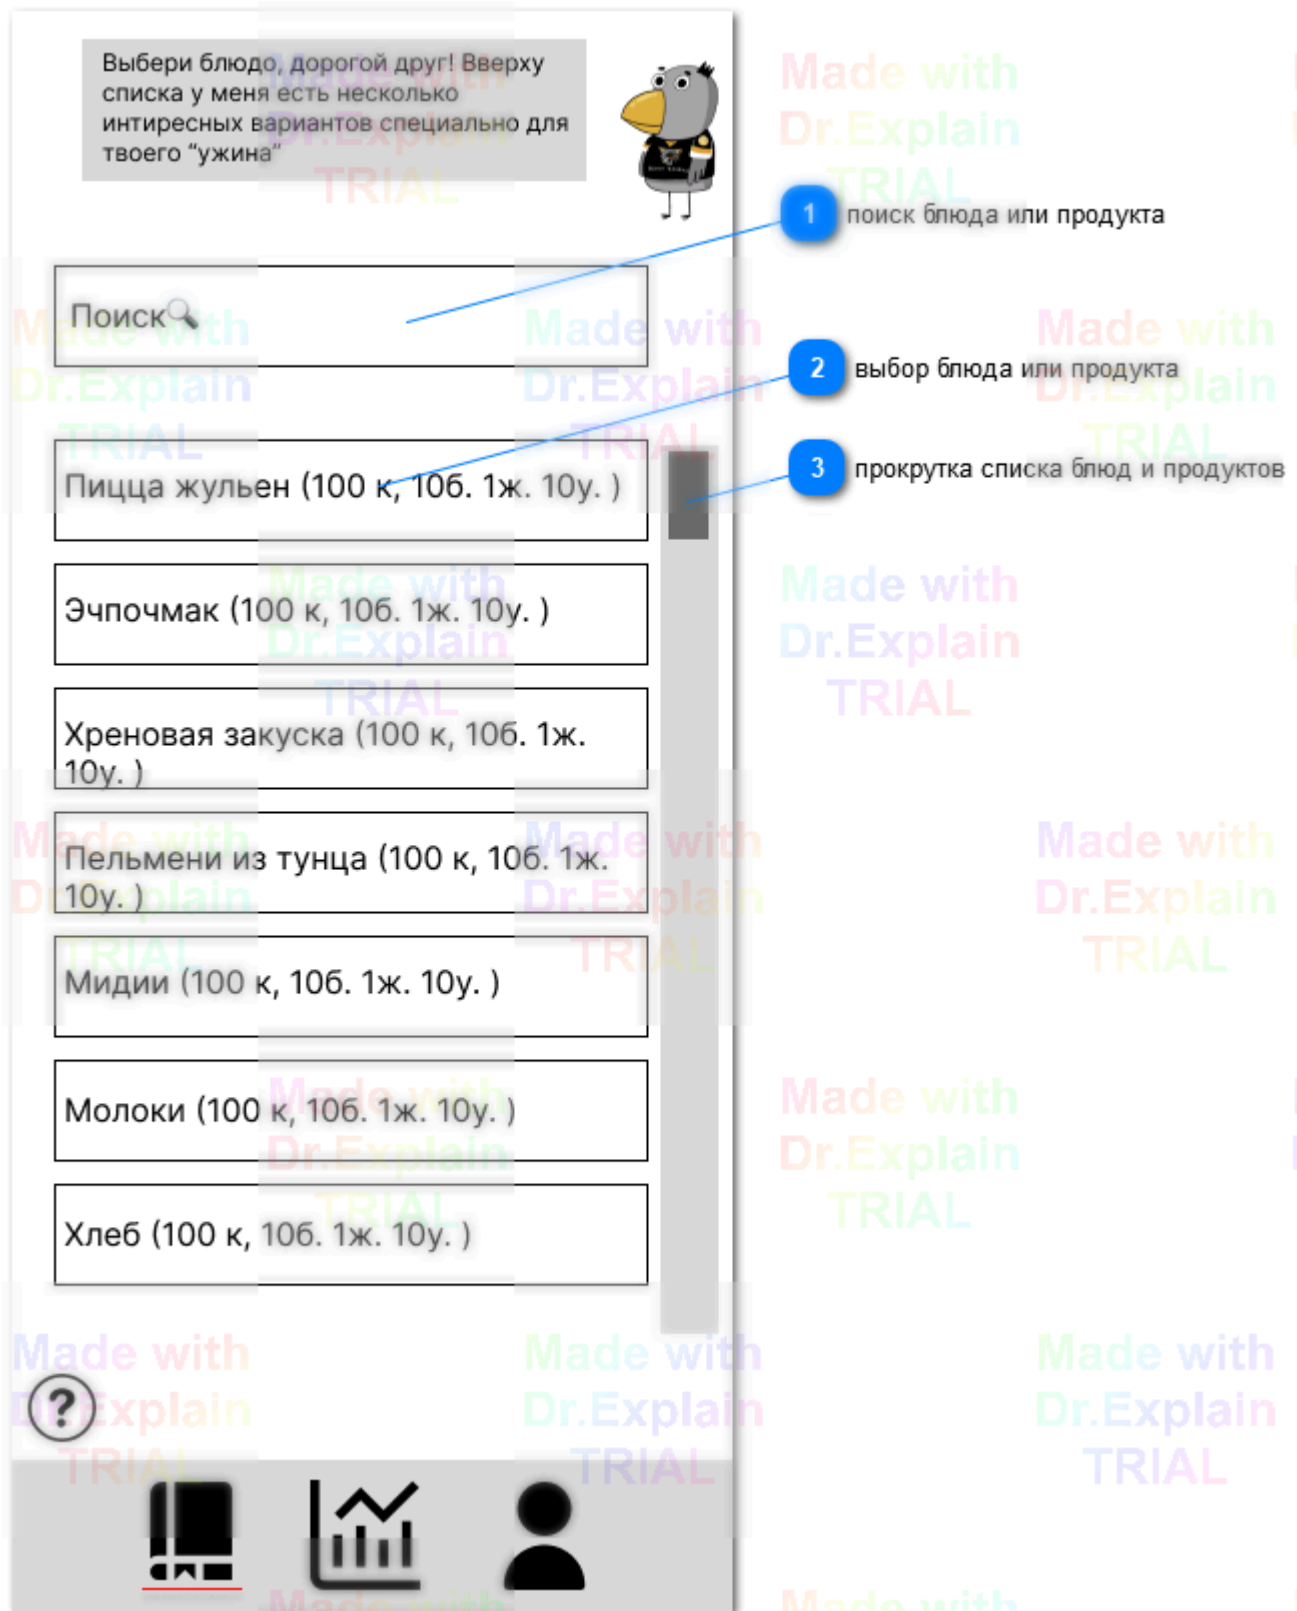 Выбери блюдо, дорогой друг! Вверху
списка у меня есть несколько
интиресных вариантов специально для
твоего “ужина”
1 поиск блюда или продукта
Поиск
2 выбор блюда или продукта
3 прокрутка списка блюд и продуктов
Пицца жульен (100 к, 10б. 1ж. 10у. )
Эчпочмак (100 к, 10б. 1ж. 10у. )
Хреновая закуска (100 к, 10б. 1ж.
10у. )
Пельмени из тунца (100 к, 10б. 1ж.
10у. )
Мидии (100 к, 10б. 1ж. 10у. )
Молоки (100 к, 10б. 1ж. 10у. )
Хлеб (100 к, 10б. 1ж. 10у. )
?
Made with
Dr.Explain
TRIAL